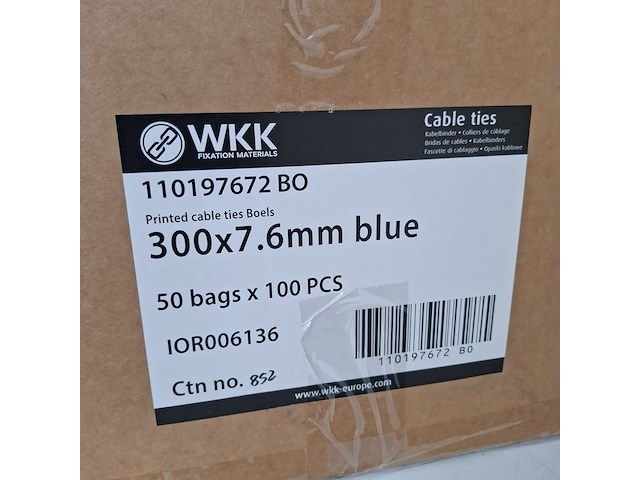 WKK
FIXATION MATERIALS
Cable ties
Kabelbinder • Colliers de câblage
Bridas de cables • Kabelbinders
Fascette di cablaggio • Opaski kablowe
110197672 BO
Printed cable ties Boels
300x7.6mm blue
50 bags x 100 PCS
IOR006136
110197672 BO
Ctn no. 852
www.wkk-europe.com